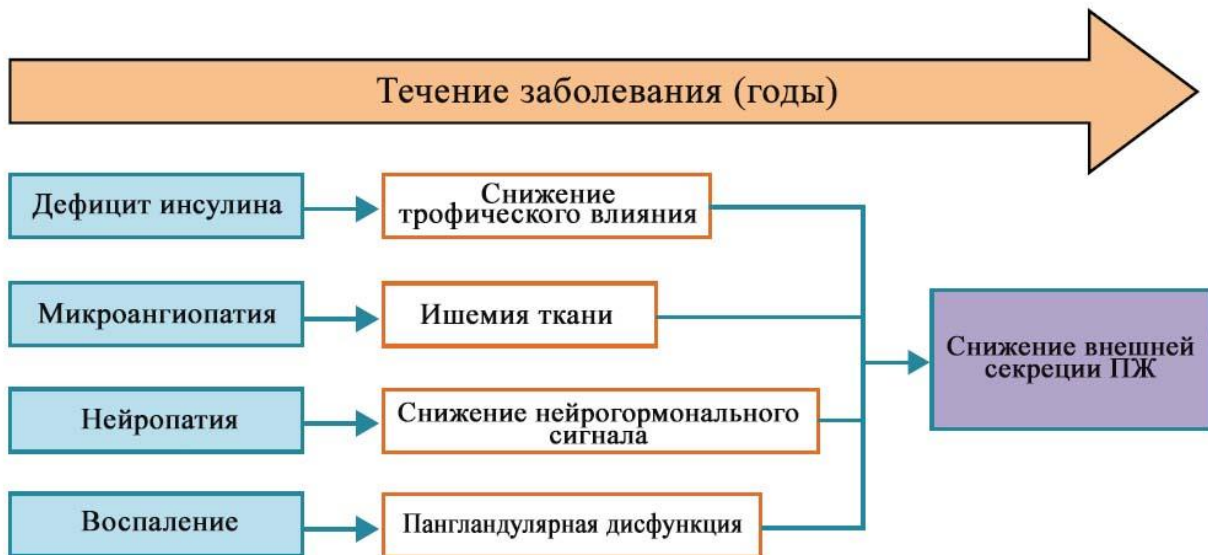 Течение заболевания (годы)
Дефицит инсулина
Снижение
трофического влияния
Микроангиопатия
Ишемия ткани
Снижение внешней
секреции ПЖ
Нейропатия
Снижение нейрогормонального
сигнала
Воспаление
Пангландулярная дисфункция